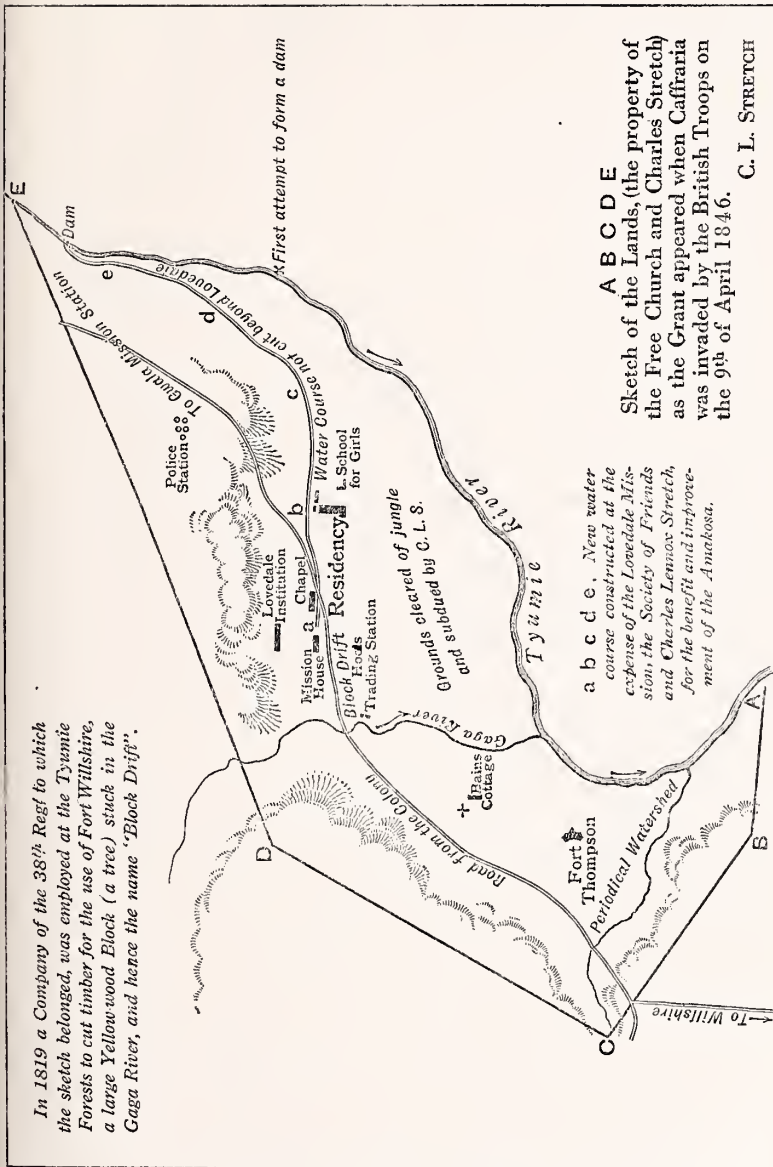 In 1819 a Company of the 38th Regt to which
the sketch belonged, was employed at the Tyumie
Forests to cut timber for the use of Fort Willshire,
a large Yellow-wood Block (a tree) stuck in the
Gaga River, and hence the name "Block Drift".
E
Dam
e
First attempt to form a dam
d
Water Course not cut beyond Lovedale
c
To Gwala Mission Station
Police
Station
b
School
for Girls
Lovedale
Institution
Chapel
Residency
Mission
House
a
Block Drift
Trading Station
Grounds cleared of jungle
and subdued by C. L. S.
Tyumie River
Gaga River
D
Road from the Colony
Bains
Cottage
Fort
Thompson
Periodical Watershed
A
B
C
To Willshire
a b c d e, New water
course constructed at the
expense of the Lovedale Mis-
sion, the Society of Friends
and Charles Lennox Stretch,
for the benefit and improve-
ment of the Amakosa.
A B C D E
Sketch of the Lands, (the property of
the Free Church and Charles Stretch)
as the Grant appeared when Caffraria
was invaded by the British Troops on
the 9th of April 1846.
C. L. STRETCH